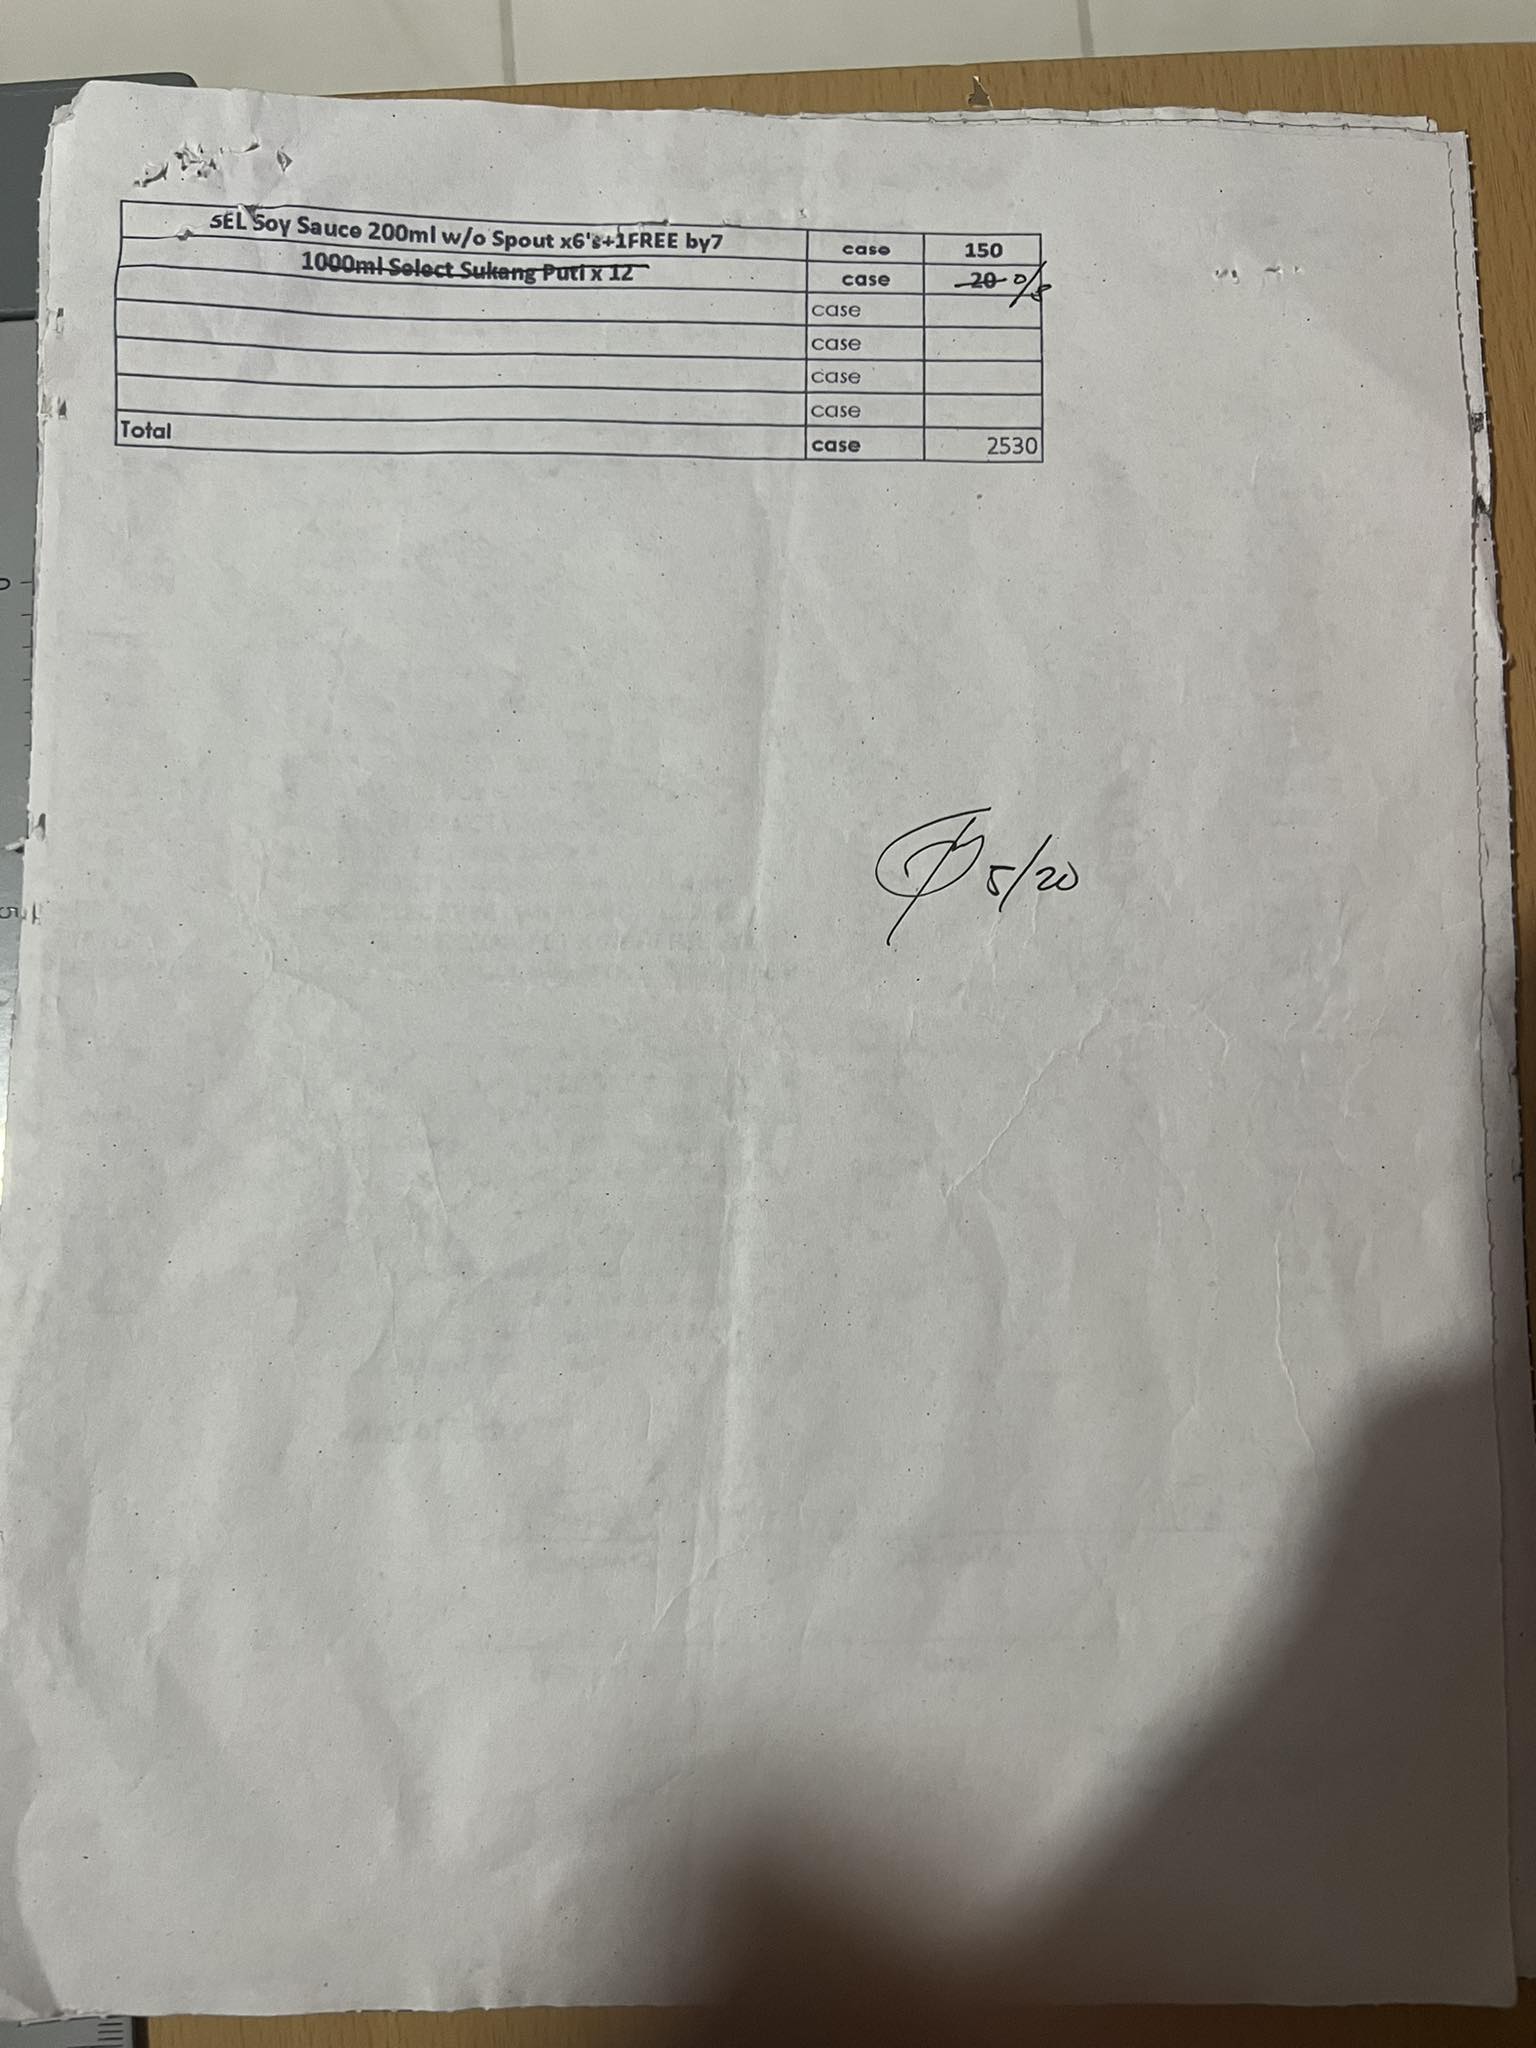 SEL Soy Sauce 200ml w/o Spout x6's+1FREE by7 case 150
1000ml Select Sukang Puti x 12 case 20 o/s
case
case
case
case
Total case 2530
5/20